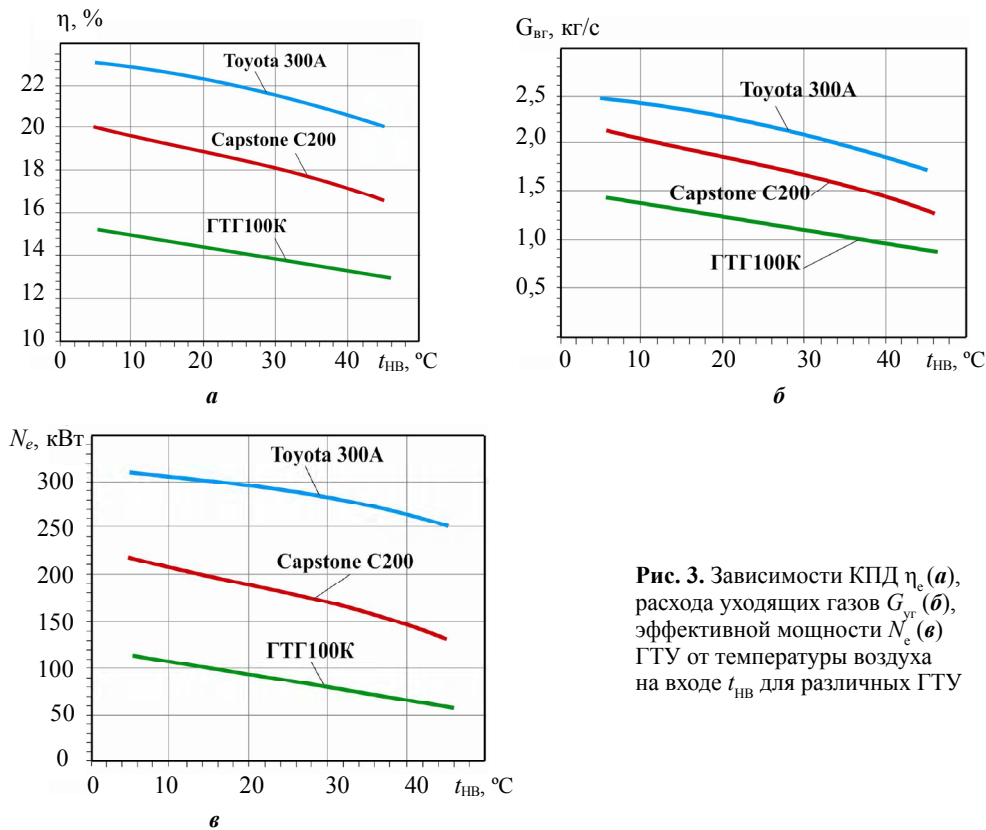 η, %
22
20
18
16
14
12
10
0
10
20
30
40
tНВ, ºC
Toyota 300A
Capstone C200
ГТГ100К
а
Gвг, кг/с
2,5
2,0
1,5
1,0
0,5
0
10
20
30
40
tНВ, ºC
Toyota 300A
Capstone C200
ГТГ100К
б
Ne, кВт
300
250
200
150
100
50
0
0
10
20
30
40
tНВ, ºC
Toyota 300A
Capstone C200
ГТГ100К
в
Рис. 3. Зависимости КПД ηe (а),
расхода уходящих газов Gуг (б),
эффективной мощности Ne (в)
ГТУ от температуры воздуха
на входе tНВ для различных ГТУ